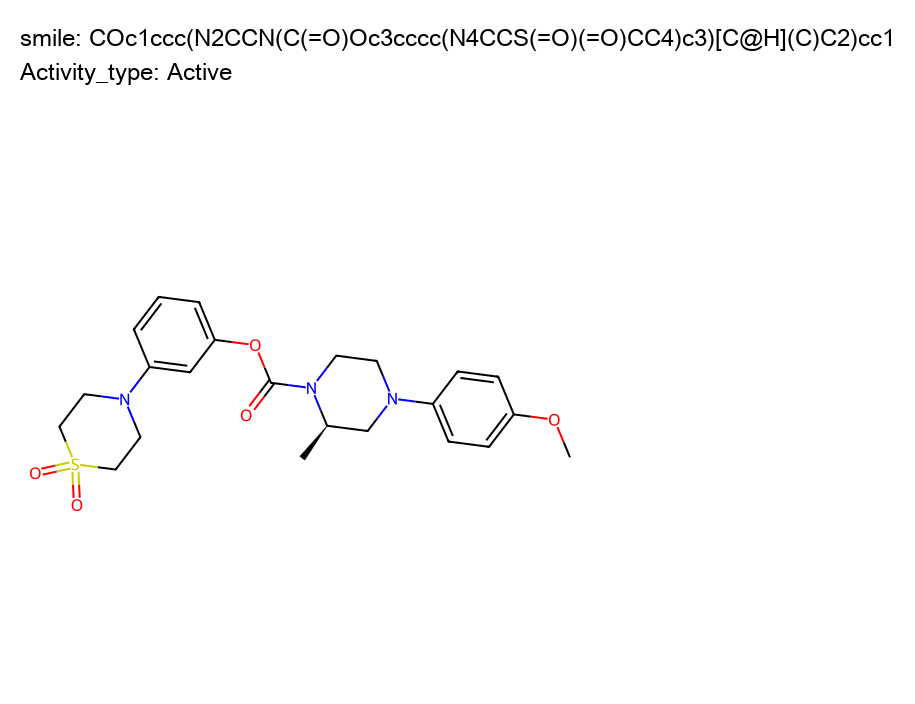 smile: COc1ccc(N2CCN(C(=O)Oc3cccc(N4CCS(=O)(=O)CC4)c3)[C@H](C)C2)cc1
Activity_type: Active
O
N
O
N
N
O
S
O
O